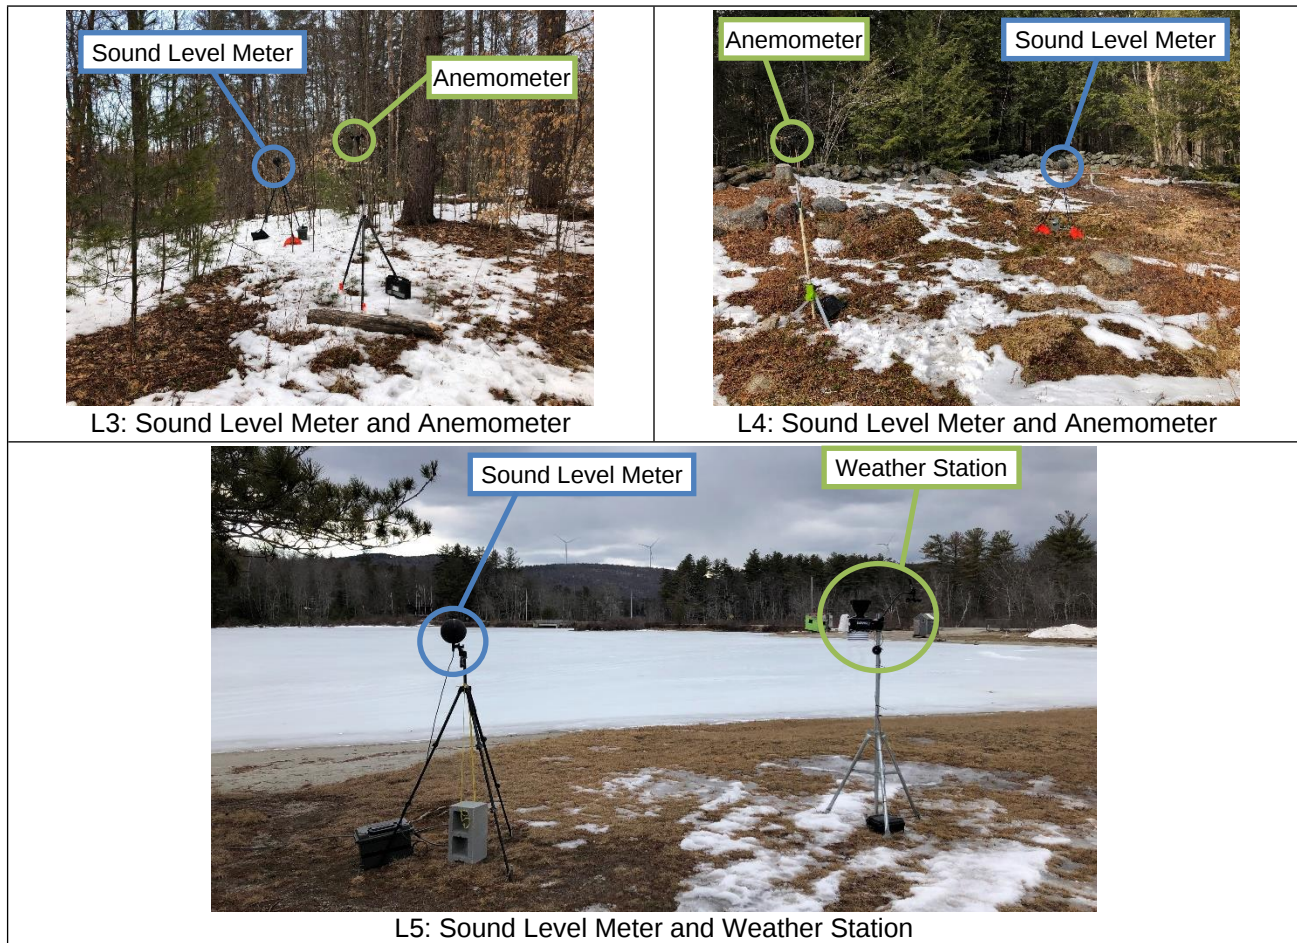 Sound Level Meter
Anemometer
Anemometer
Sound Level Meter
L3: Sound Level Meter and Anemometer
L4: Sound Level Meter and Anemometer
Sound Level Meter
Weather Station
L5: Sound Level Meter and Weather Station